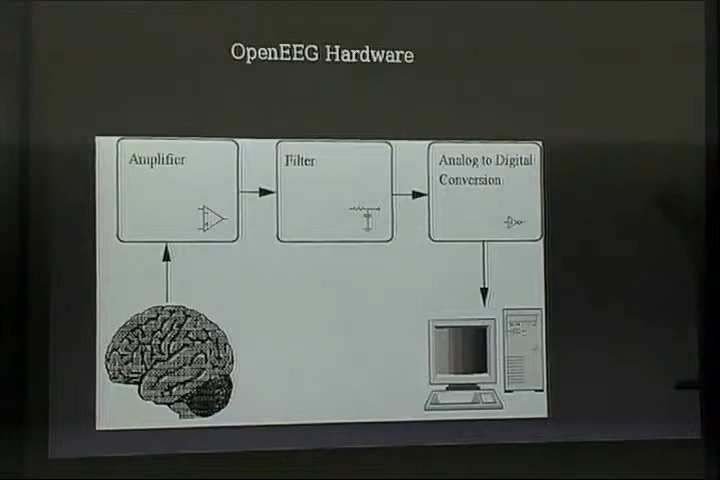 OpenEEG Hardware
Amplifier
Filter
Analog to Digital
Conversion